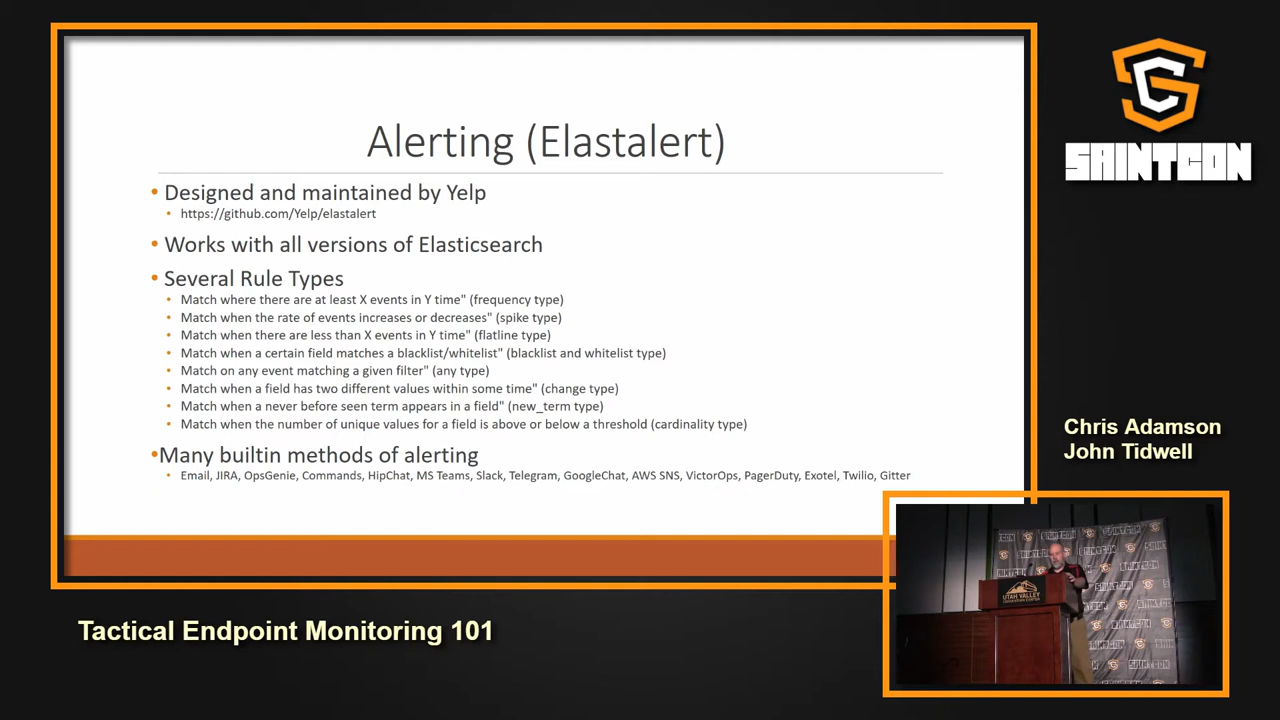 Alerting (Elastalert)
• Designed and maintained by Yelp
• https://github.com/Yelp/elastalert
• Works with all versions of Elasticsearch
• Several Rule Types
• Match where there are at least X events in Y time" (frequency type)
• Match when the rate of events increases or decreases" (spike type)
• Match when there are less than X events in Y time" (flatline type)
• Match when a certain field matches a blacklist/whitelist" (blacklist and whitelist type)
• Match on any event matching a given filter" (any type)
• Match when a field has two different values within some time" (change type)
• Match when a never before seen term appears in a field" (new_term type)
• Match when the number of unique values for a field is above or below a threshold (cardinality type)
•Many builtin methods of alerting
• Email, JIRA, OpsGenie, Commands, HipChat, MS Teams, Slack, Telegram, GoogleChat, AWS SNS, VictorOps, PagerDuty, Exotel, Twilio, Gitter
SAINTCON
Chris Adamson
John Tidwell
UTAH VALLEY
Tactical Endpoint Monitoring 101